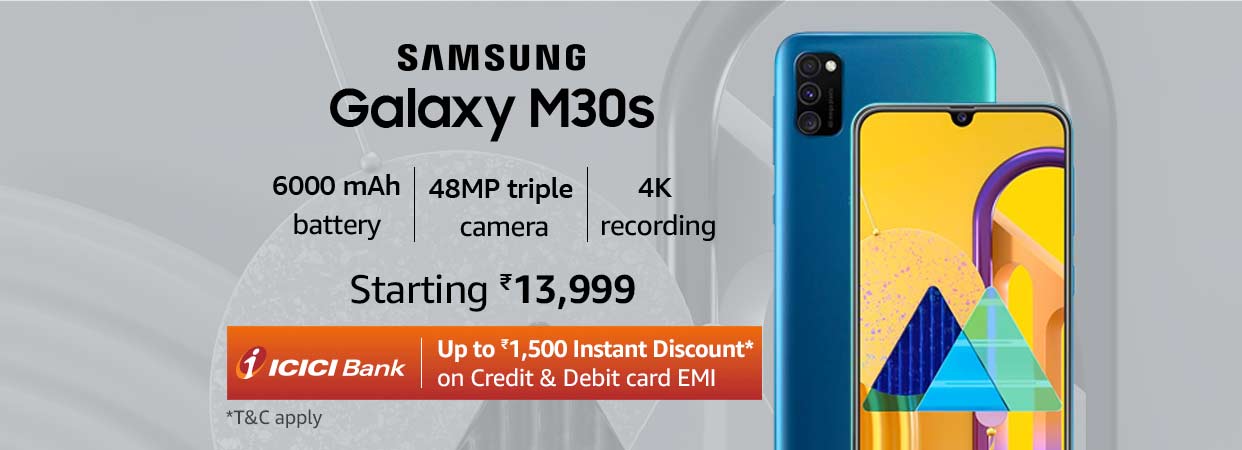 SAMSUNG
Galaxy M30s
6000 mAh
battery
48MP triple
camera
4K
recording
Starting ₹13,999
ICICI Bank
Up to ₹1,500 Instant Discount*
on Credit & Debit card EMI
*T&C apply